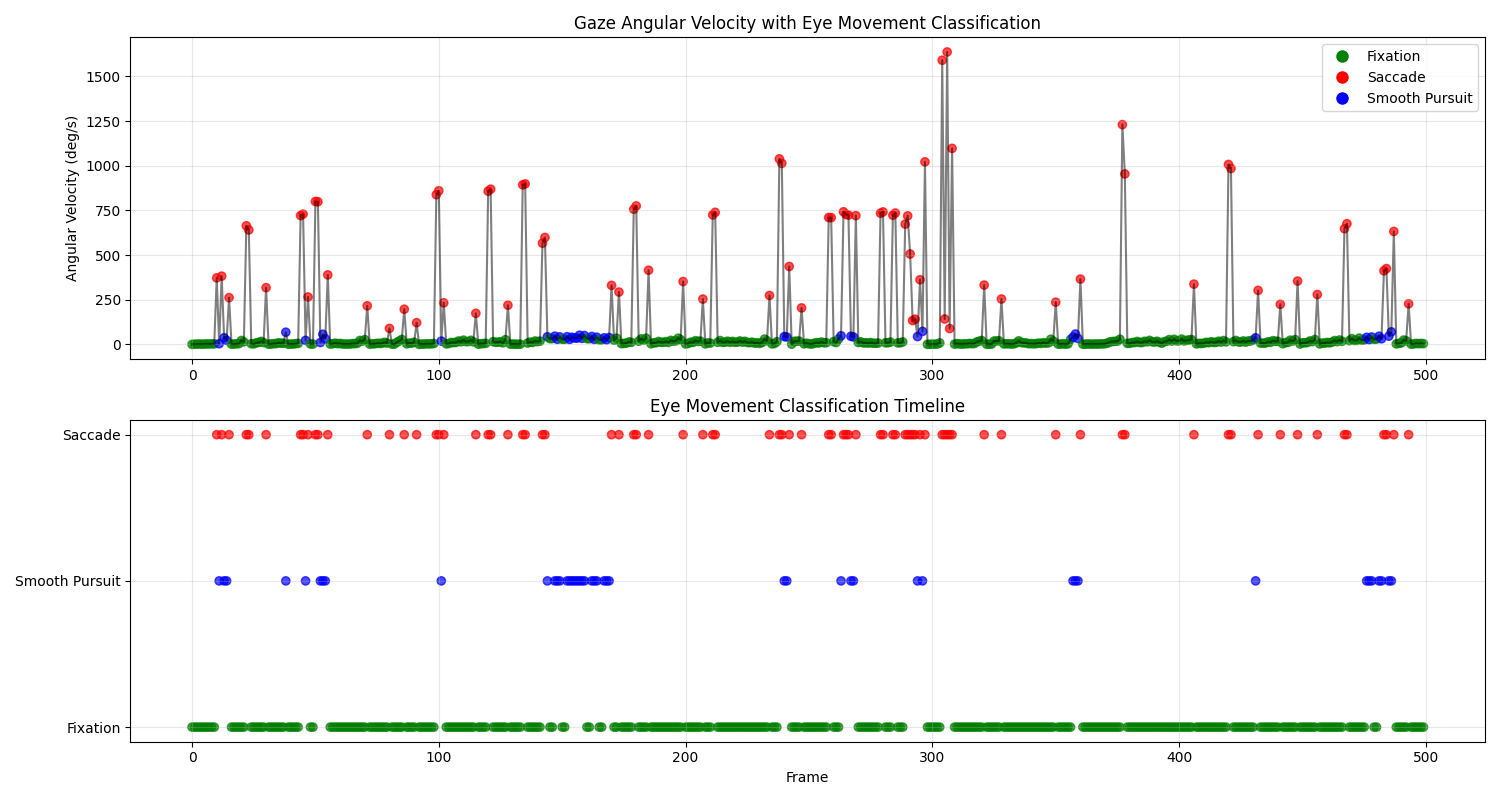 Gaze Angular Velocity with Eye Movement Classification
Angular Velocity (deg/s)
1500
1250
1000
750
500
250
0
Fixation
Saccade
Smooth Pursuit
0 100 200 300 400 500
Eye Movement Classification Timeline
Saccade
Smooth Pursuit
Fixation
0 100 200 300 400 500
Frame